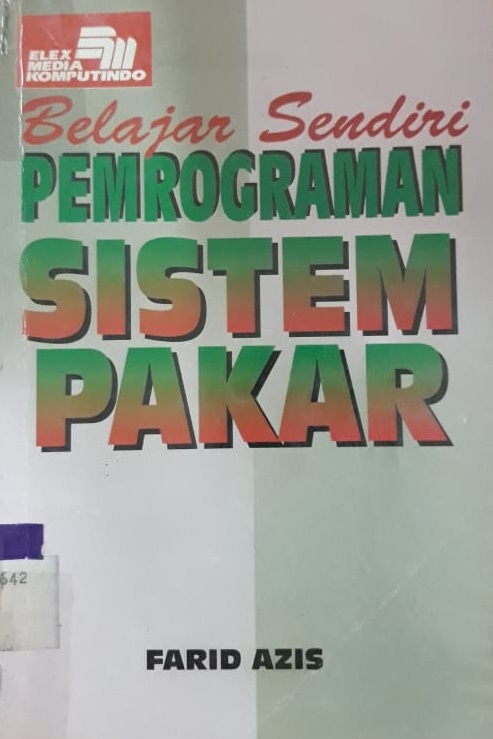 ELEX
MEDIA
KOMPUTINDO
Belajar Sendiri
PEMROGRAMAN
SISTEM
PAKAR
642
FARID AZIS